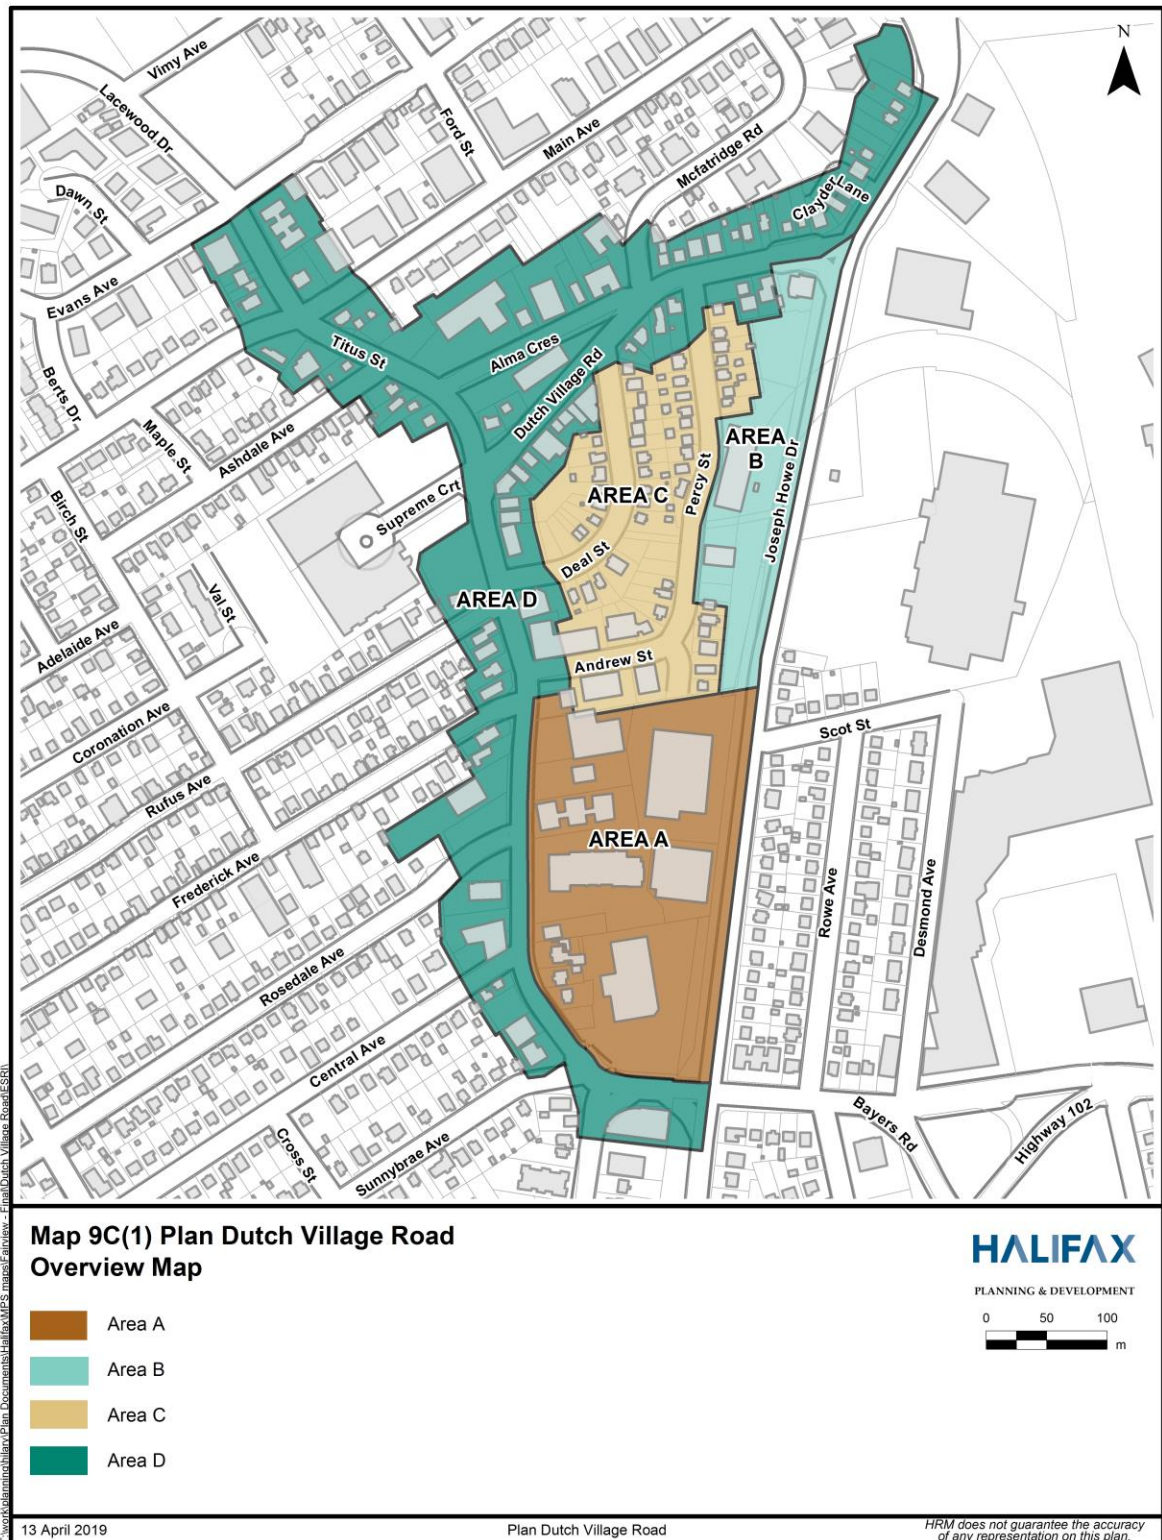 N
Vimy Ave
Lacewood Dr
Ford St
Main Ave
Mcfatridge Rd
Dawn St
Clayder Lane
Evans Ave
Titus St
Alma Cres
Dutch Village Rd
Berts Dr
Maple St
Ashdale Ave
AREA
B
Percy St
Joseph Howe Dr
AREA C
Birch St
Supreme Crt
Deal St
Val St
AREA D
Adelaide Ave
Andrew St
Coronation Ave
Scot St
Rufus Ave
AREA A
Frederick Ave
Rowe Ave
Desmond Ave
Rosedale Ave
Central Ave
Bayers Rd
Highway 102
Cross St
Sunnybrae Ave
Map 9C(1) Plan Dutch Village Road
Overview Map
HALIFAX
PLANNING & DEVELOPMENT
0 50 100
m
Area A
Area B
Area C
Area D
13 April 2019
Plan Dutch Village Road
HRM does not guarantee the accuracy
of any representation on this plan.